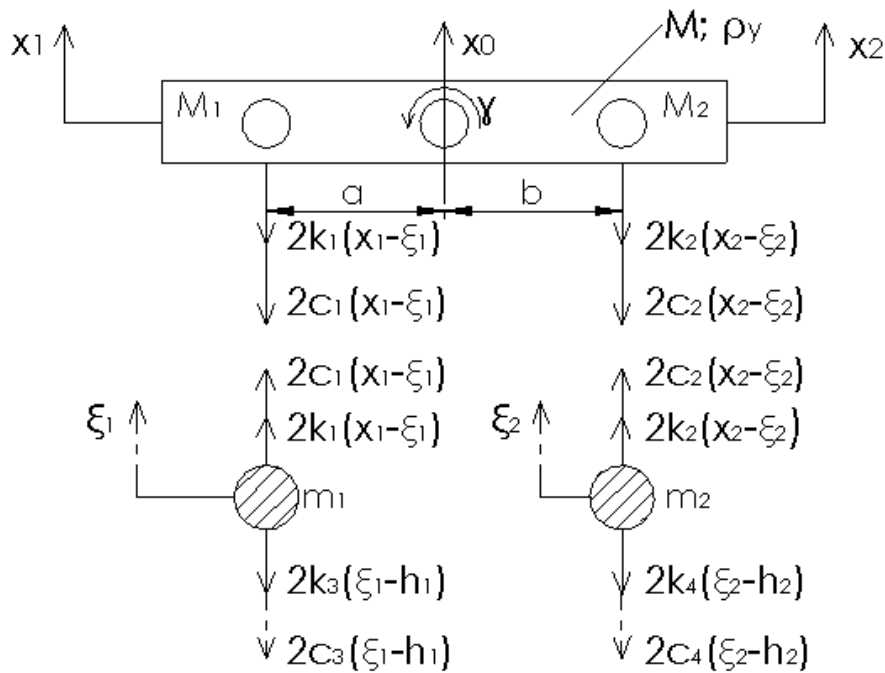 x1 x0 M; ρy x2
M1 γ M2
a b
2k1(x1-ξ1) 2k2(x2-ξ2)
2c1(x1-ξ1) 2c2(x2-ξ2)
2c1(x1-ξ1) 2c2(x2-ξ2)
ξ1 2k1(x1-ξ1) ξ2 2k2(x2-ξ2)
m1 m2
2k3(ξ1-h1) 2k4(ξ2-h2)
2c3(ξ1-h1) 2c4(ξ2-h2)